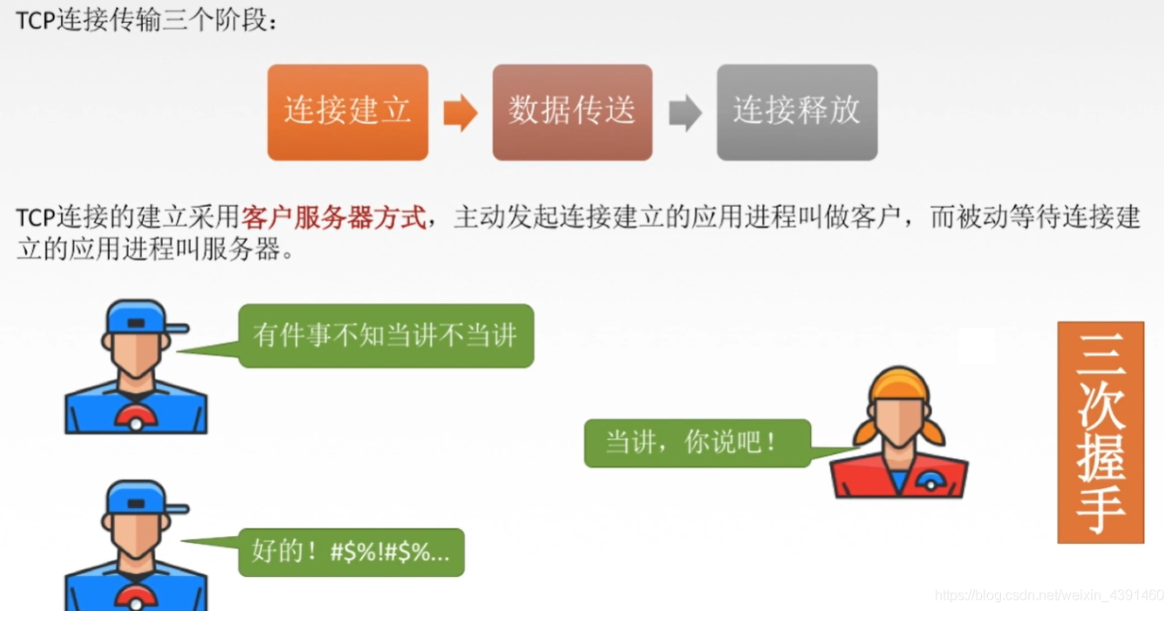 TCP连接传输三个阶段：
连接建立
数据传送
连接释放
TCP连接的建立采用客户服务器方式，主动发起连接建立的应用进程叫做客户，而被动等待连接建
立的应用进程叫服务器。
有件事不知当讲不当讲
当讲，你说吧！
好的！#$%!#$%...
三次握手
https://blog.csdn.net/weixin_4391460